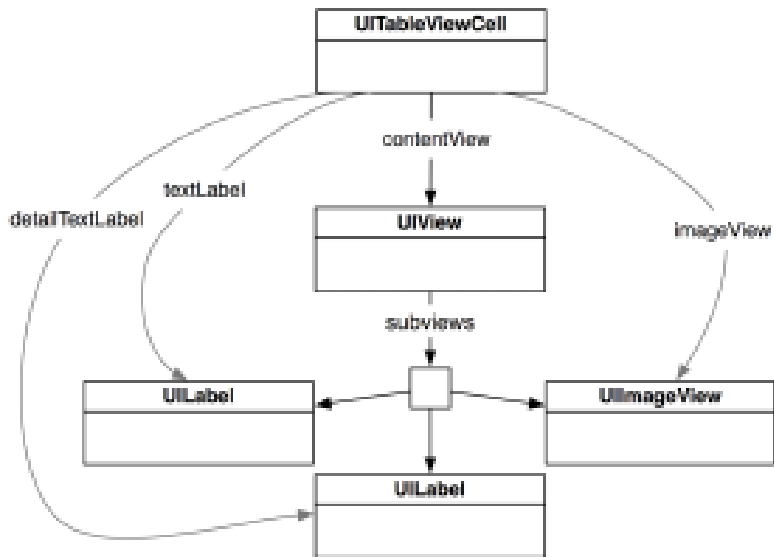 UITableViewCell
contentView
textLabel
detailTextLabel
UIView
imageView
subviews
UILabel
UIImageView
UILabel